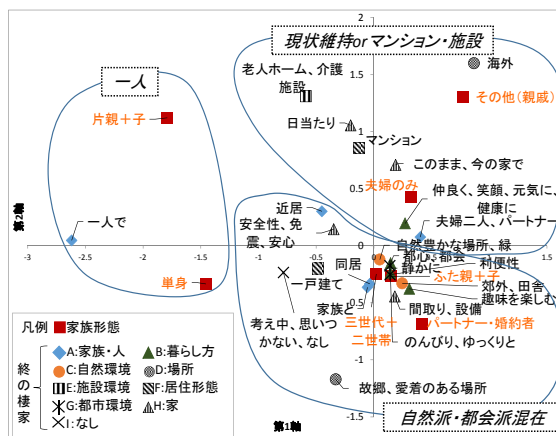 2
現状維持orマンション・施設
海外
老人ホーム、介護
施設
その他(親戚)
一人
1.5
片親+子
日当たり
1
マンション
このまま、今の家で
夫婦のみ
仲良く、笑顔、元気に、
健康に
0.5
近居
夫婦二人、パートナー
一人で
安全性、免
震、安心
自然豊かな場所、緑
第2軸
0
-3
-2.5
-2
-1.5
-1
-0.5
0
0.5
1
1.5
都心、都会
利便性
静かに
同居
ふた親+子
単身
一戸建て
郊外、田舎
趣味を楽しむ
家族と
間取り、設備
考え中、思いつ
かない、なし
三世代+
二世帯
パートナー・婚約者
のんびり、ゆっくりと
-0.5
-1
故郷、愛着のある場所
-1.5
第1軸
自然派・都会派混在
凡例
家族形態
終の棲家
A:家族・人
B:暮らし方
C:自然環境
D:場所
E:施設環境
F:居住形態
G:都市環境
H:家
I:なし